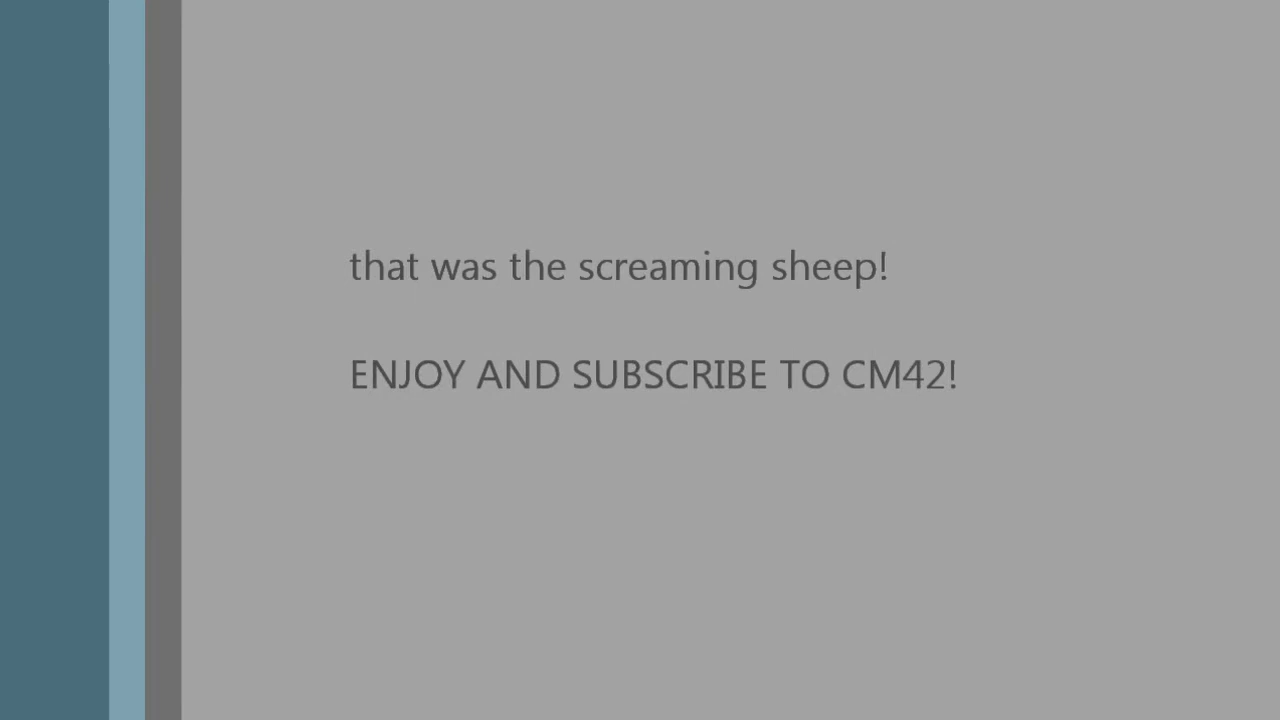 that was the screaming sheep!
ENJOY AND SUBSCRIBE TO CM42!